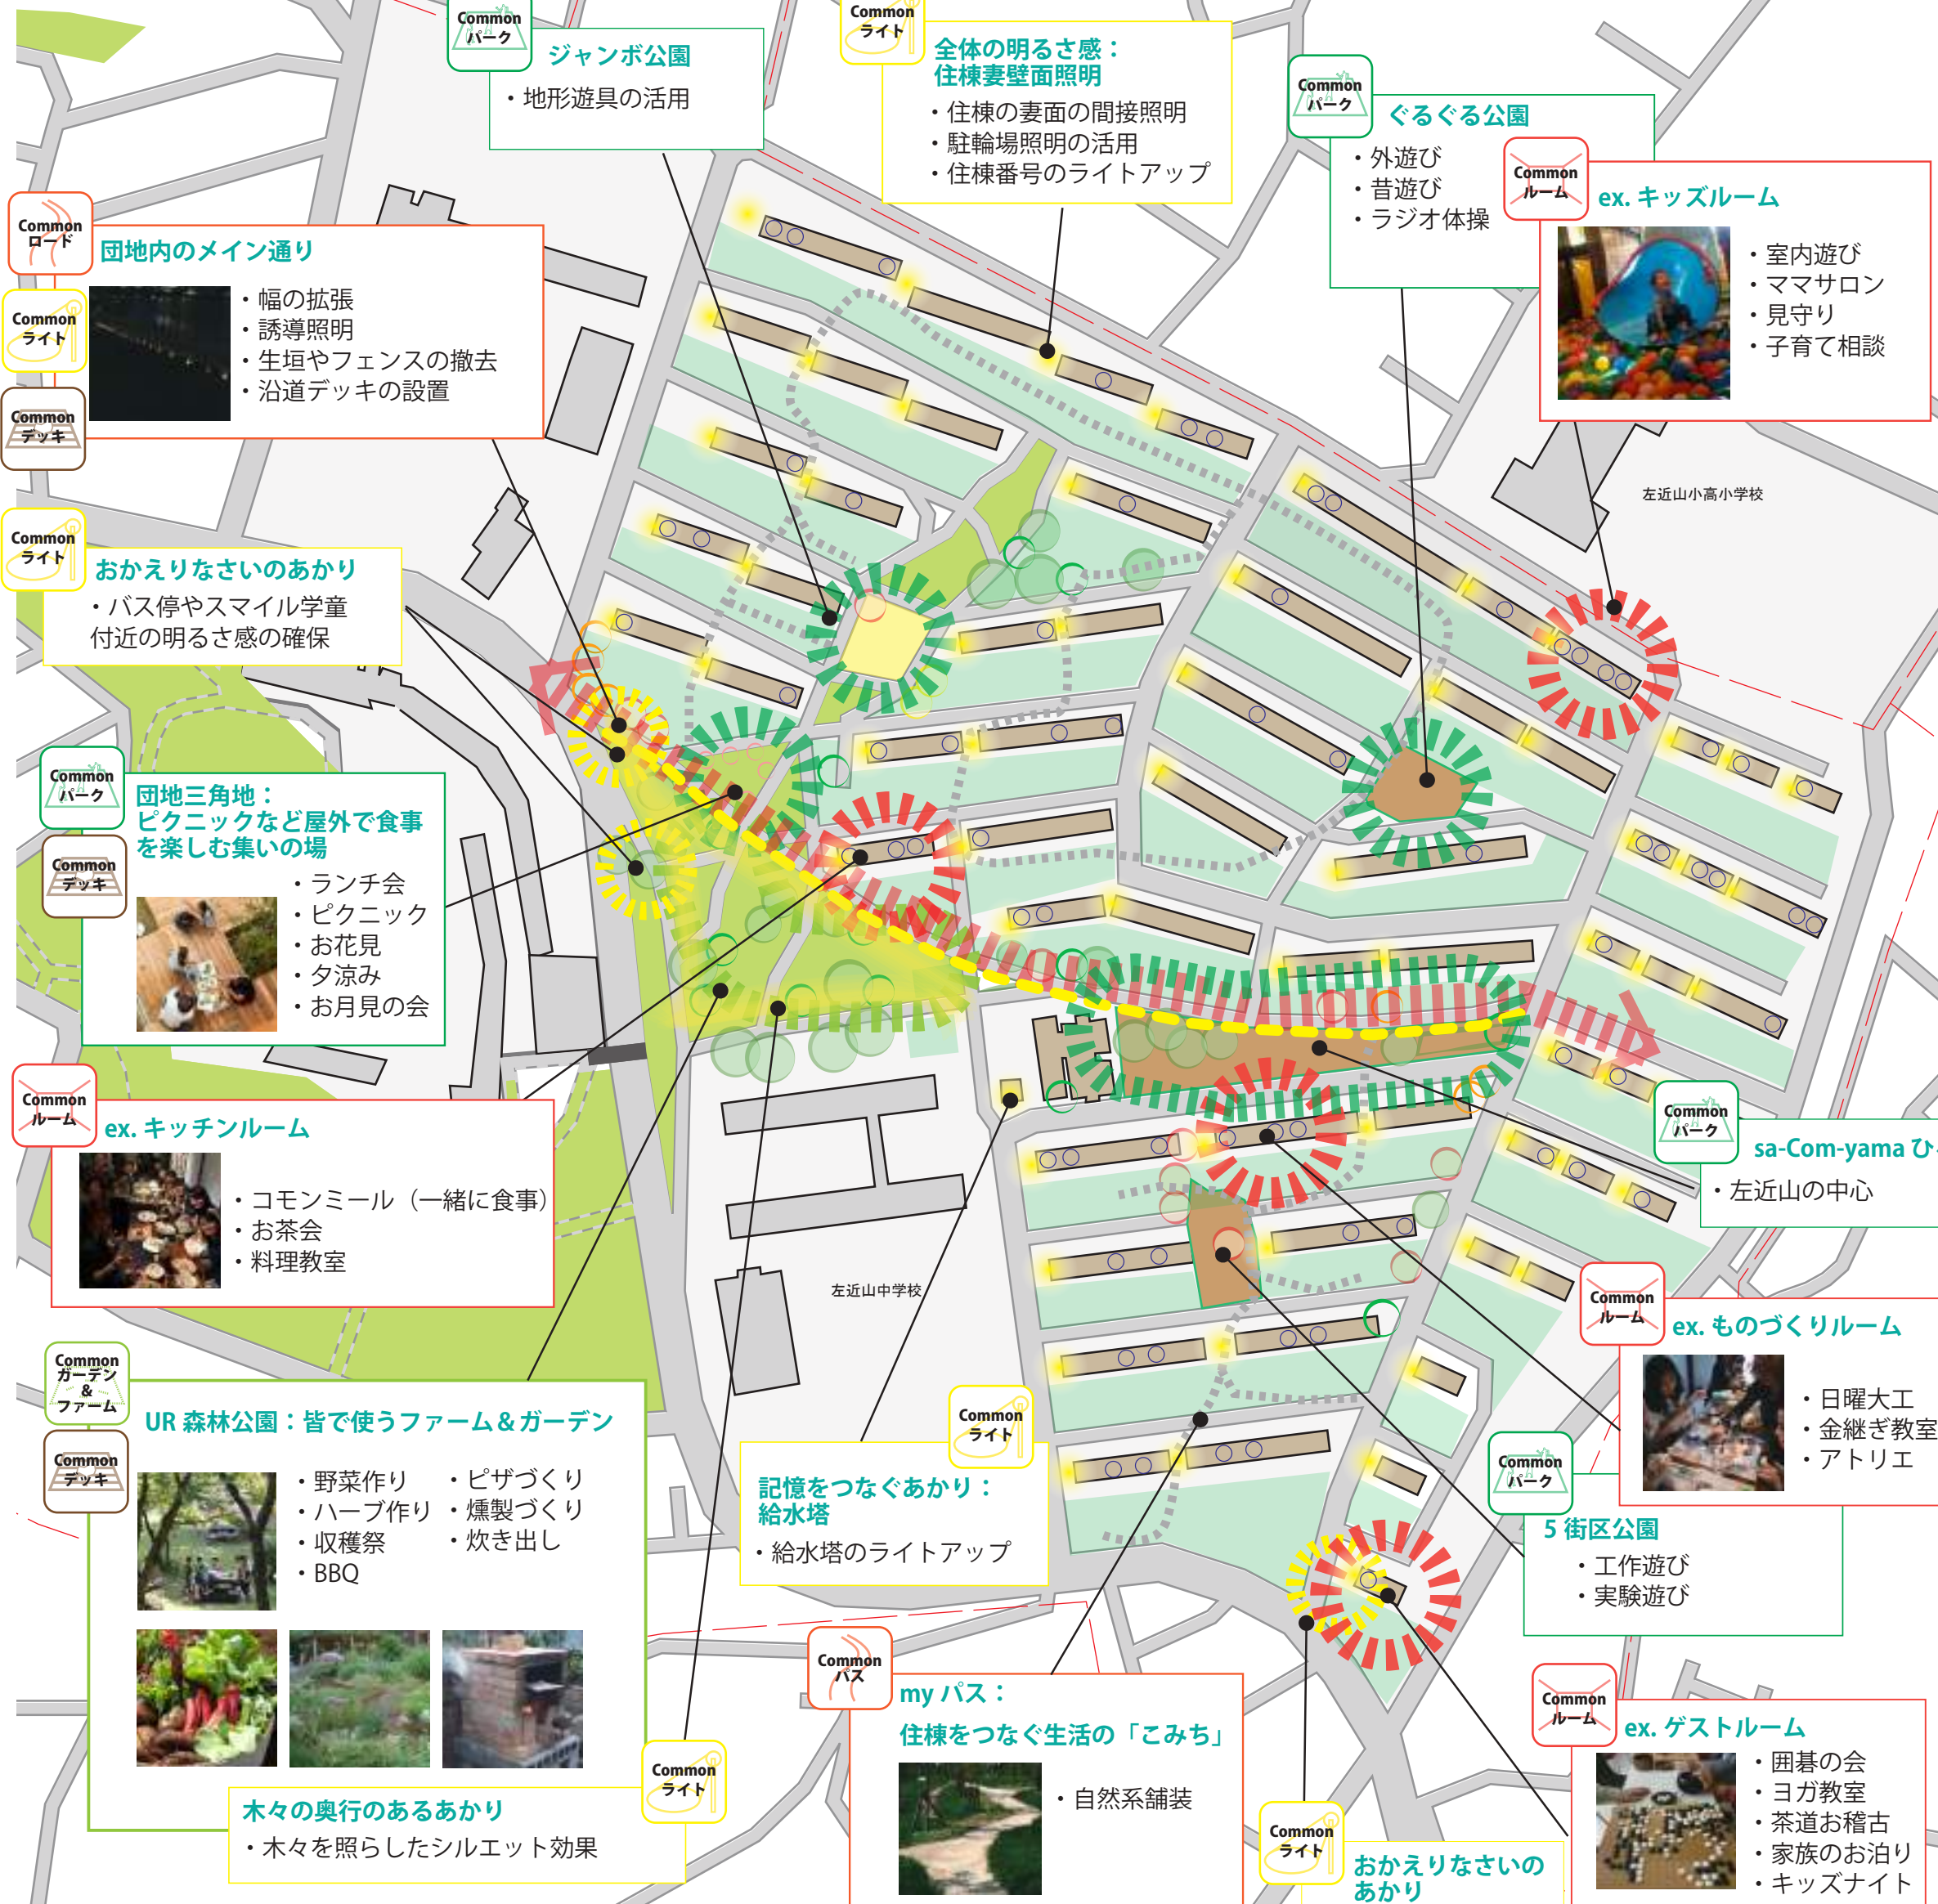 Common
パーク
ジャンボ公園
・地形遊具の活用
Common
ライト
全体の明るさ感：
住棟妻壁面照明
・住棟の妻面の間接照明
・駐輪場照明の活用
・住棟番号のライトアップ
Common
パーク
ぐるぐる公園
・外遊び
・昔遊び
・ラジオ体操
Common
ルーム
ex. キッズルーム
・室内遊び
・ママサロン
・見守り
・子育て相談
Common
ロード
Common
ライト
Common
デッキ
団地内のメイン通り
・幅の拡張
・誘導照明
・生垣やフェンスの撤去
・沿道デッキの設置
左近山小高小学校
Common
ライト
おかえりなさいのあかり
・バス停やスマイル学童
付近の明るさ感の確保
Common
パーク
Common
デッキ
団地三角地：
ピクニックなど屋外で食事
を楽しむ集いの場
・ランチ会
・ピクニック
・お花見
・夕涼み
・お月見の会
Common
ルーム
ex. キッチンルーム
・コモンミール（一緒に食事）
・お茶会
・料理教室
Common
パーク
sa-Com-yama ひ
・左近山の中心
左近山中学校
Common
ルーム
ex. ものづくりルーム
・日曜大工
・金継ぎ教室
・アトリエ
Common
ガーデン
&
ファーム
Common
デッキ
UR 森林公園：皆で使うファーム＆ガーデン
・野菜作り
・ハーブ作り
・収穫祭
・BBQ
・ピザづくり
・燻製づくり
・炊き出し
Common
ライト
記憶をつなぐあかり：
給水塔
・給水塔のライトアップ
Common
パーク
5 街区公園
・工作遊び
・実験遊び
Common
ライト
木々の奥行のあるあかり
・木々を照らしたシルエット効果
Common
パス
my パス：
住棟をつなぐ生活の「こみち」
・自然系舗装
Common
ライト
おかえりなさいの
あかり
Common
ルーム
ex. ゲストルーム
・囲碁の会
・ヨガ教室
・茶道お稽古
・家族のお泊り
・キッズナイト